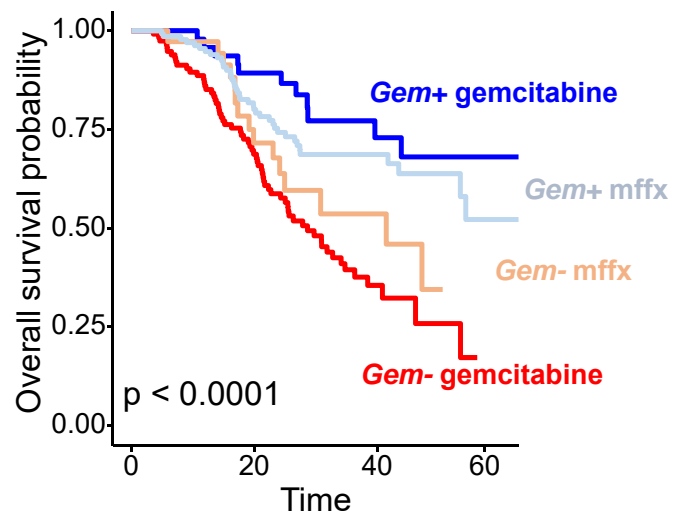 Overall survival probability
1.00
0.75
0.50
0.25
0.00
Gem+ gemcitabine
Gem+ mffx
Gem- mffx
Gem- gemcitabine
p < 0.0001
0 20 40 60
Time